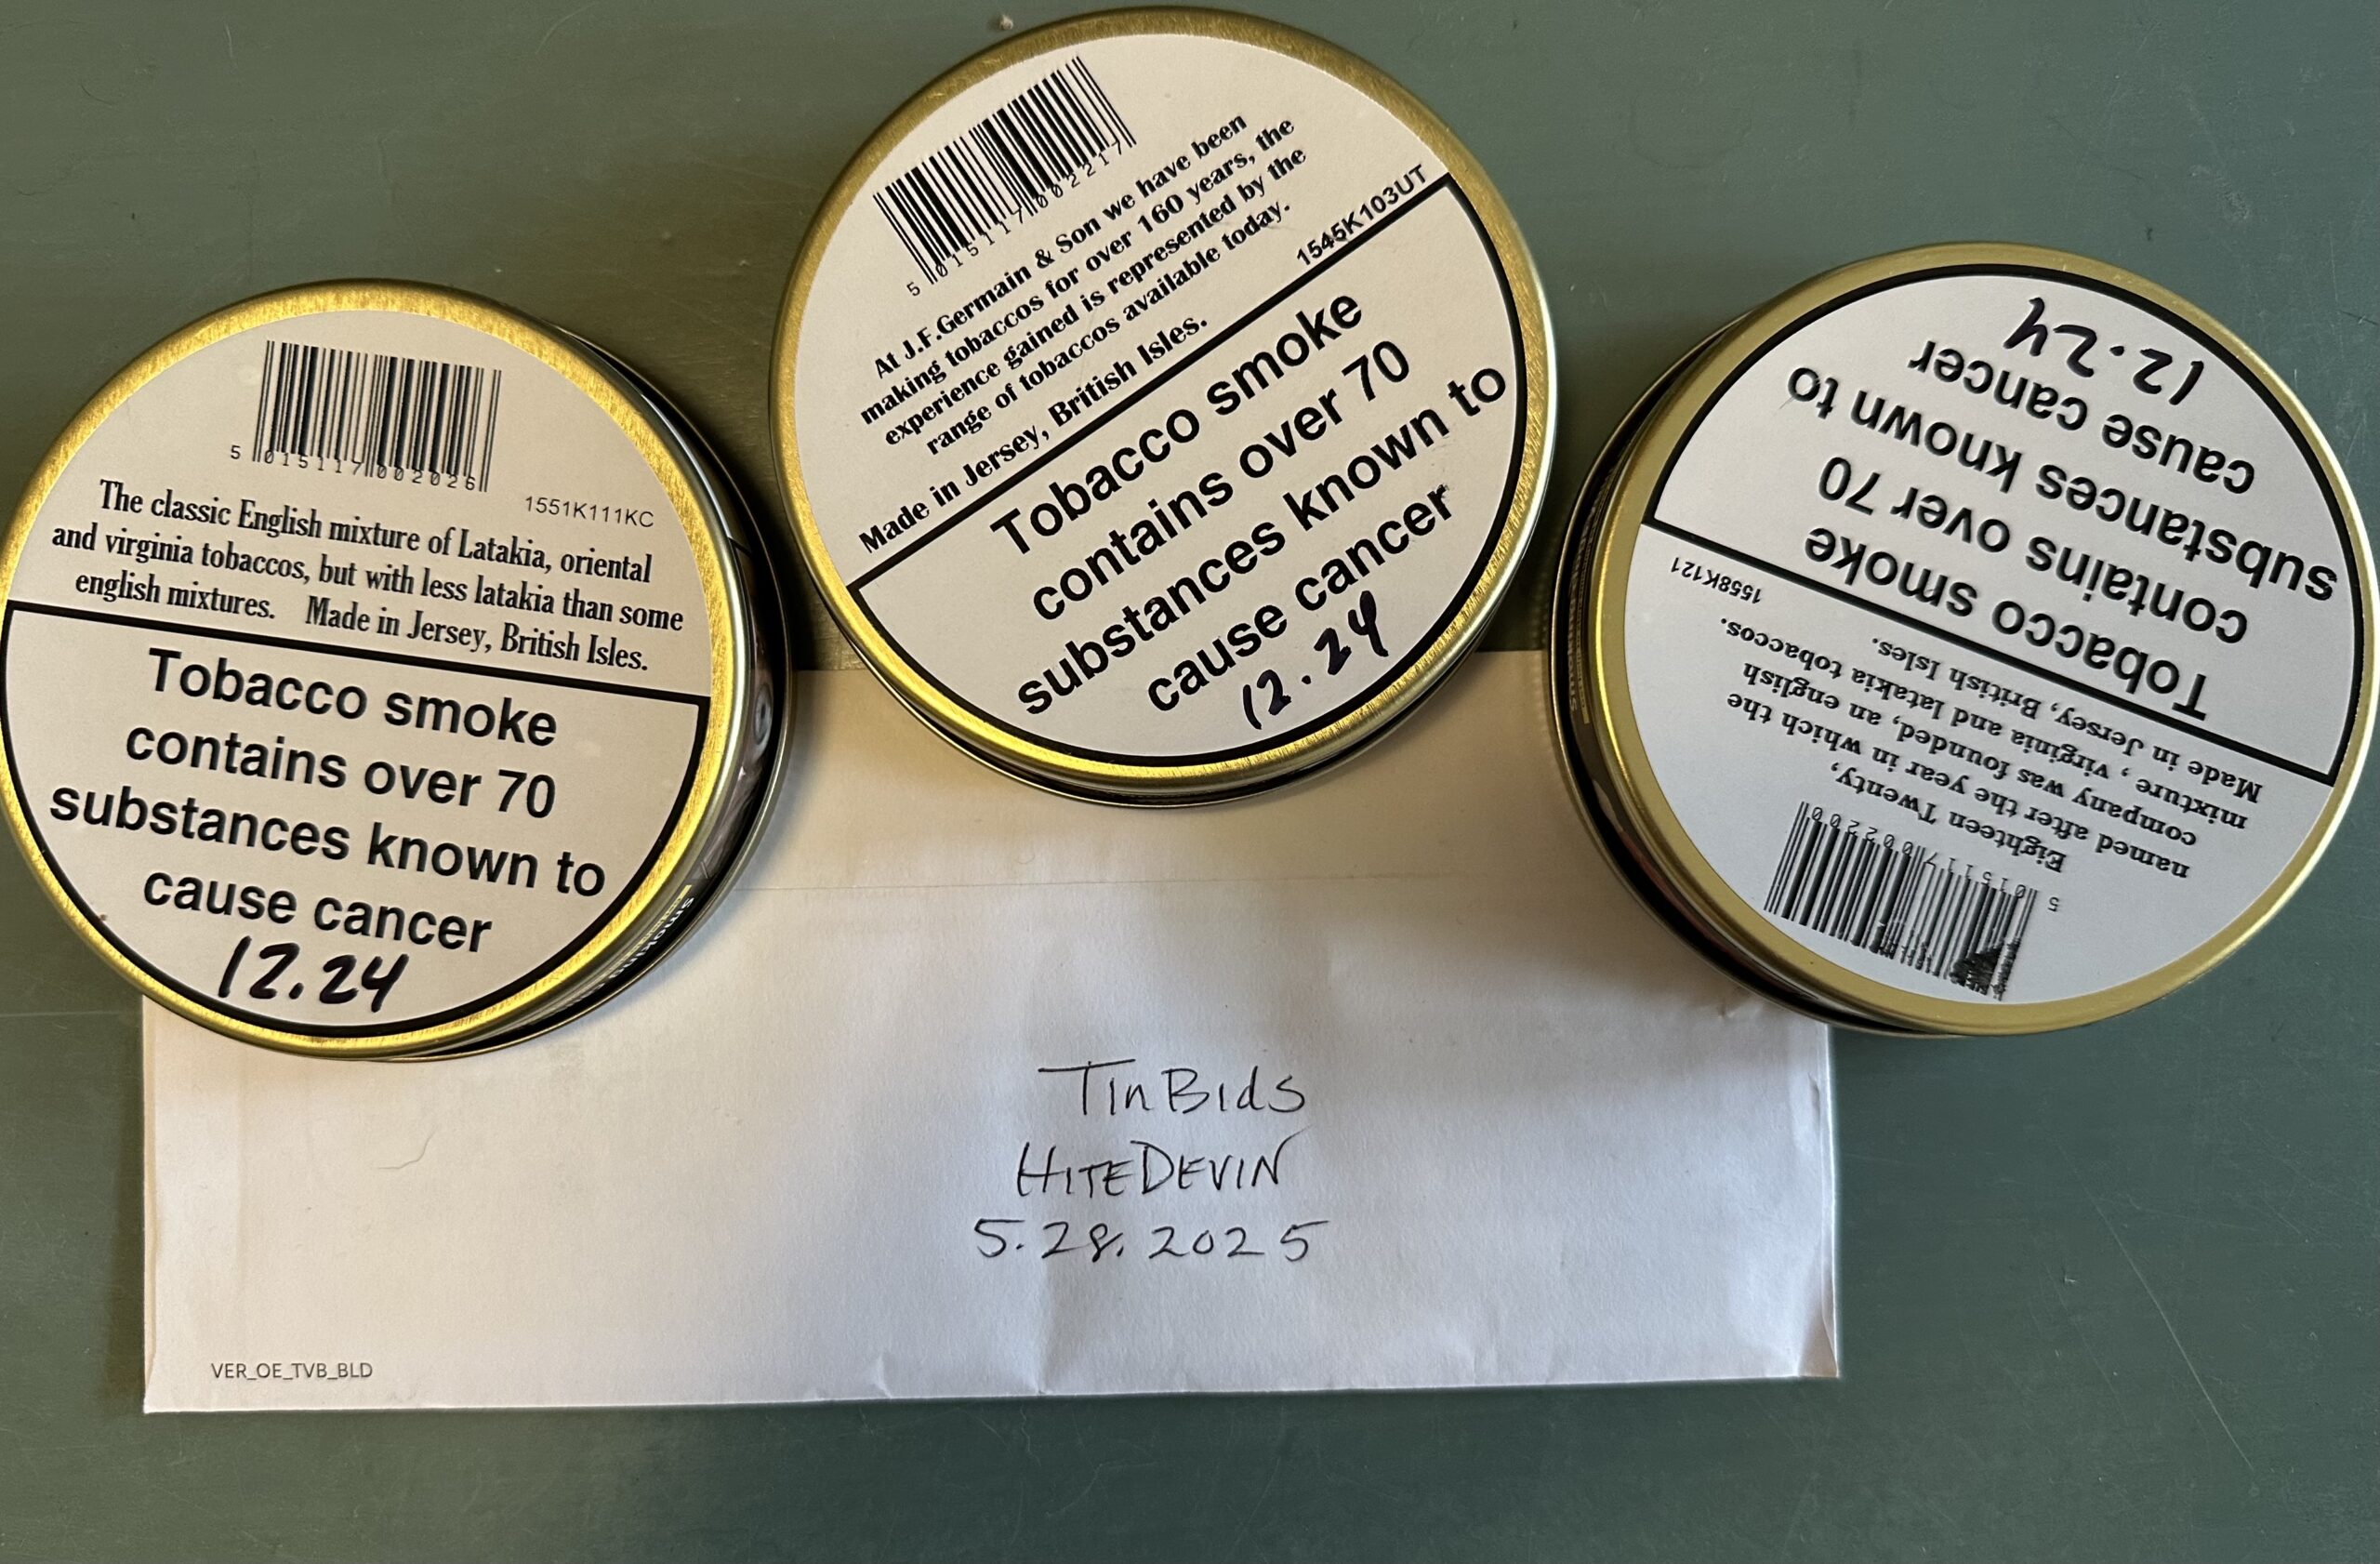 5 015117 002026
1551K111KC
The classic English mixture of Latakia, oriental
and virginia tobaccos, but with less latakia than some
english mixtures. Made in Jersey, British Isles.
Tobacco smoke
contains over 70
substances known to
cause cancer
12.24
5 015117 002217
At J.F. Germain & Son we have been
making tobaccos for over 160 years, the
experience gained is represented by the
range of tobaccos available today.
Made in Jersey, British Isles.
1545K103UT
Tobacco smoke
contains over 70
substances known to
cause cancer
12.24
5 015117 002200
Eighteen Twenty,
named after the year in which the
company was founded, an english
mixture, virginia and latakia tobaccos.
Made in Jersey, British Isles.
1558K121
Tobacco smoke
contains over 70
substances known to
cause cancer
12.24
TinBids
HITEDEVIN
5.28.2025
VER_OE_TVB_BLD